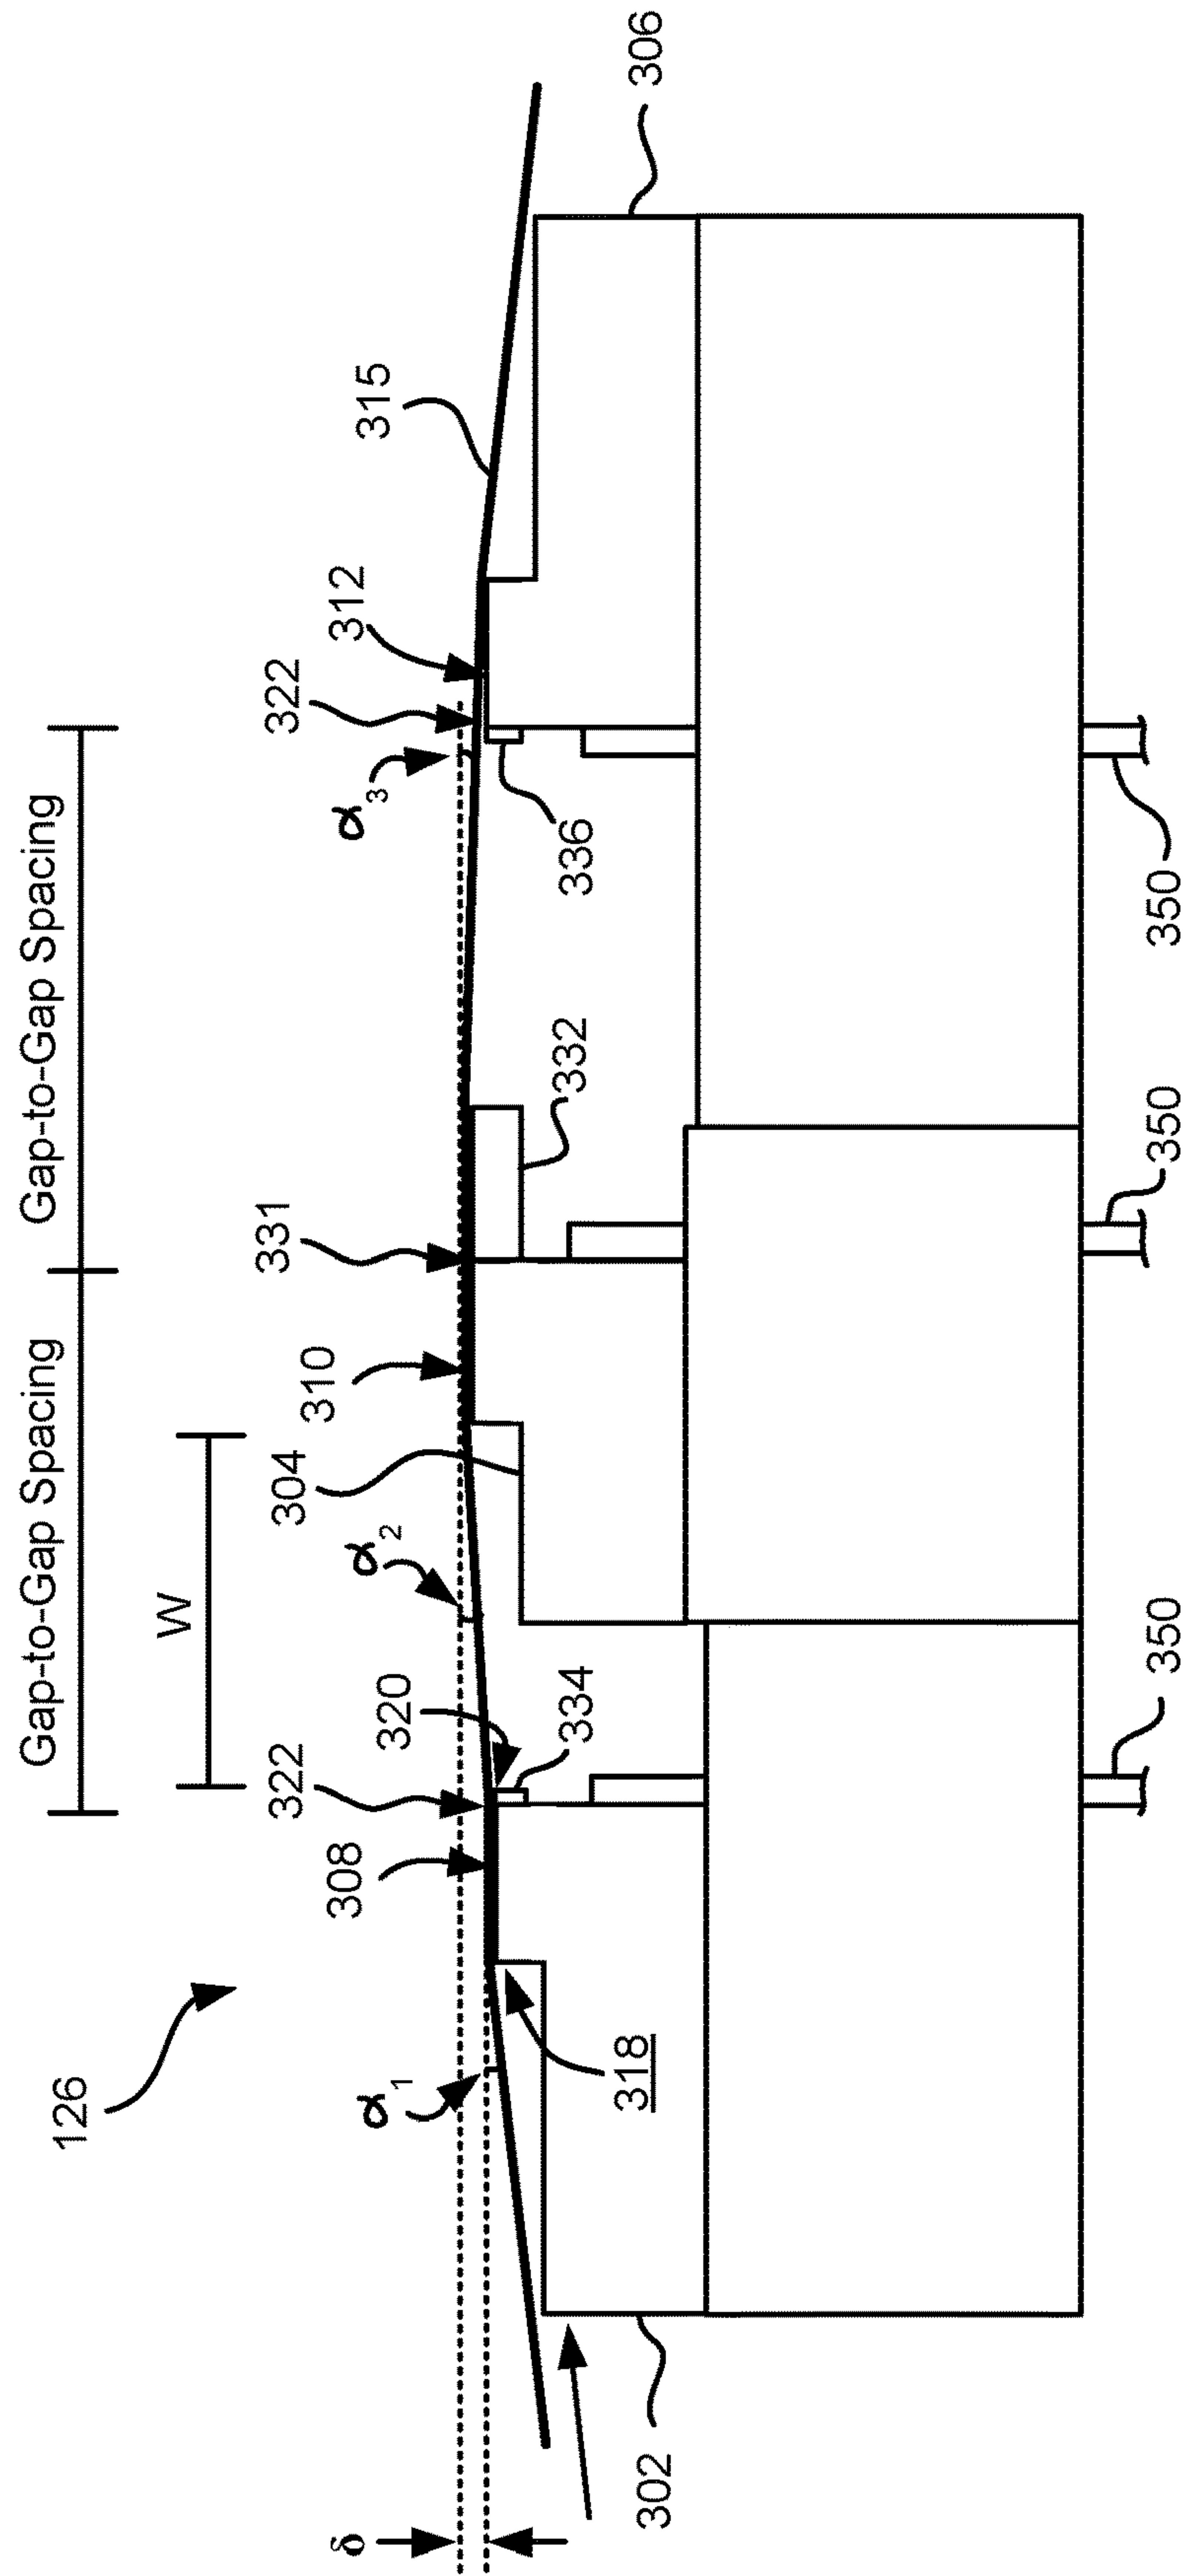 Gap-to-Gap Spacing
Gap-to-Gap Spacing
W
126
δ
α1
308
322
320
334
α2
304
310
331
332
α3
322
312
336
315
306
318
302
350
350
350